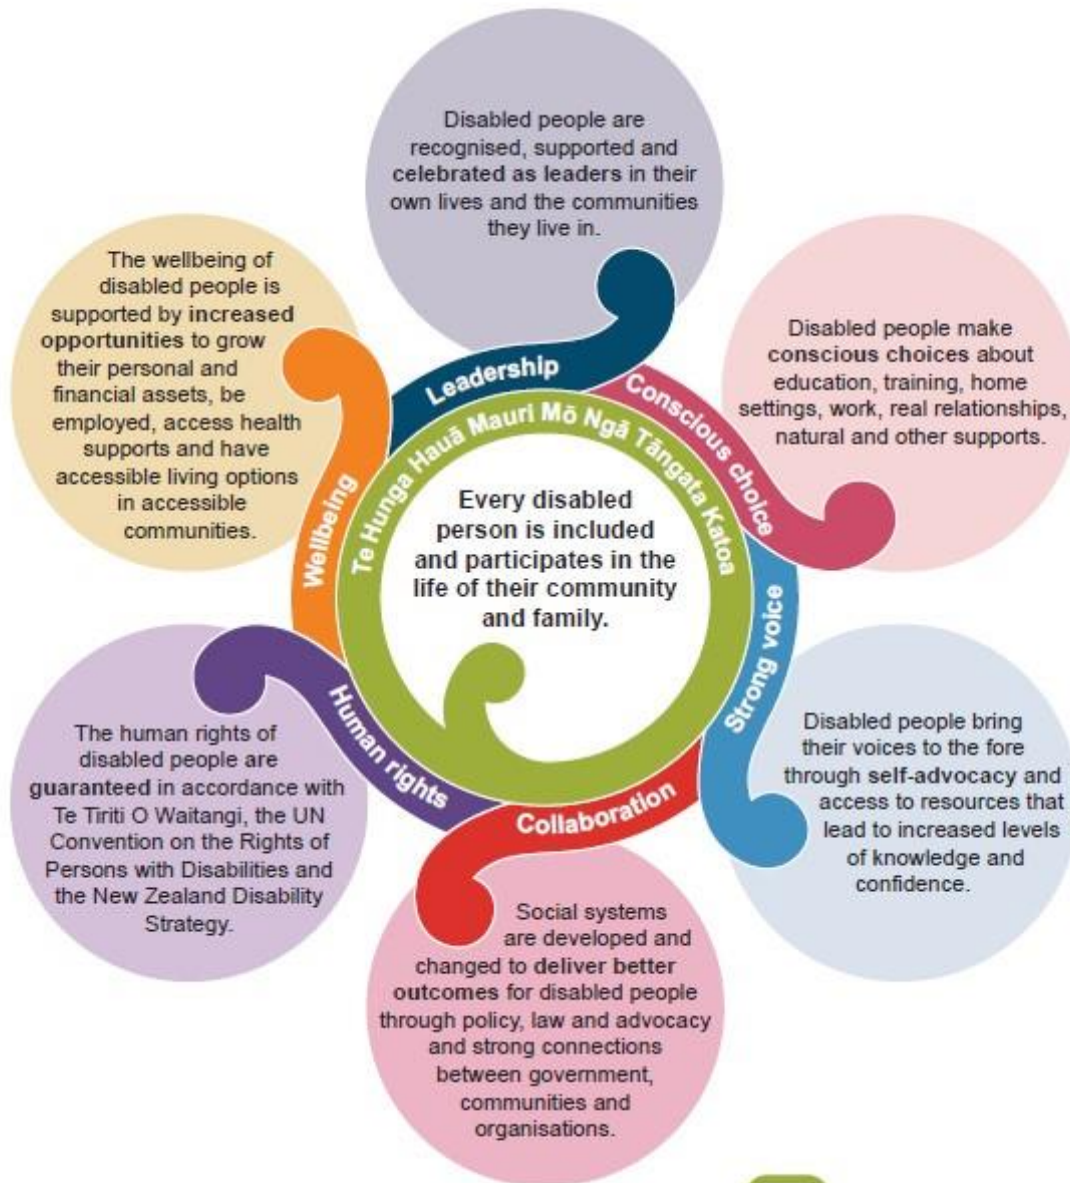 Disabled people are
recognised, supported and
celebrated as leaders in their
own lives and the communities
they live in.
Leadership
Disabled people make
conscious choices about
education, training, home
settings, work, real relationships,
natural and other supports.
Conscious choice
Disabled people bring
their voices to the fore
through self-advocacy and
access to resources that
lead to increased levels
of knowledge and
confidence.
Strong voice
Social systems
are developed and
changed to deliver better
outcomes for disabled people
through policy, law and advocacy
and strong connections
between government,
communities and
organisations.
Collaboration
The human rights of
disabled people are
guaranteed in accordance with
Te Tiriti O Waitangi, the UN
Convention on the Rights of
Persons with Disabilities and
the New Zealand Disability
Strategy.
Human rights
The wellbeing of
disabled people is
supported by increased
opportunities to grow
their personal and
financial assets, be
employed, access health
supports and have
accessible living options
in accessible
communities.
Wellbeing
Te Hunga Hauā Mauri Mō Ngā Tāngata Katoa
Every disabled
person is included
and participates in the
life of their community
and family.